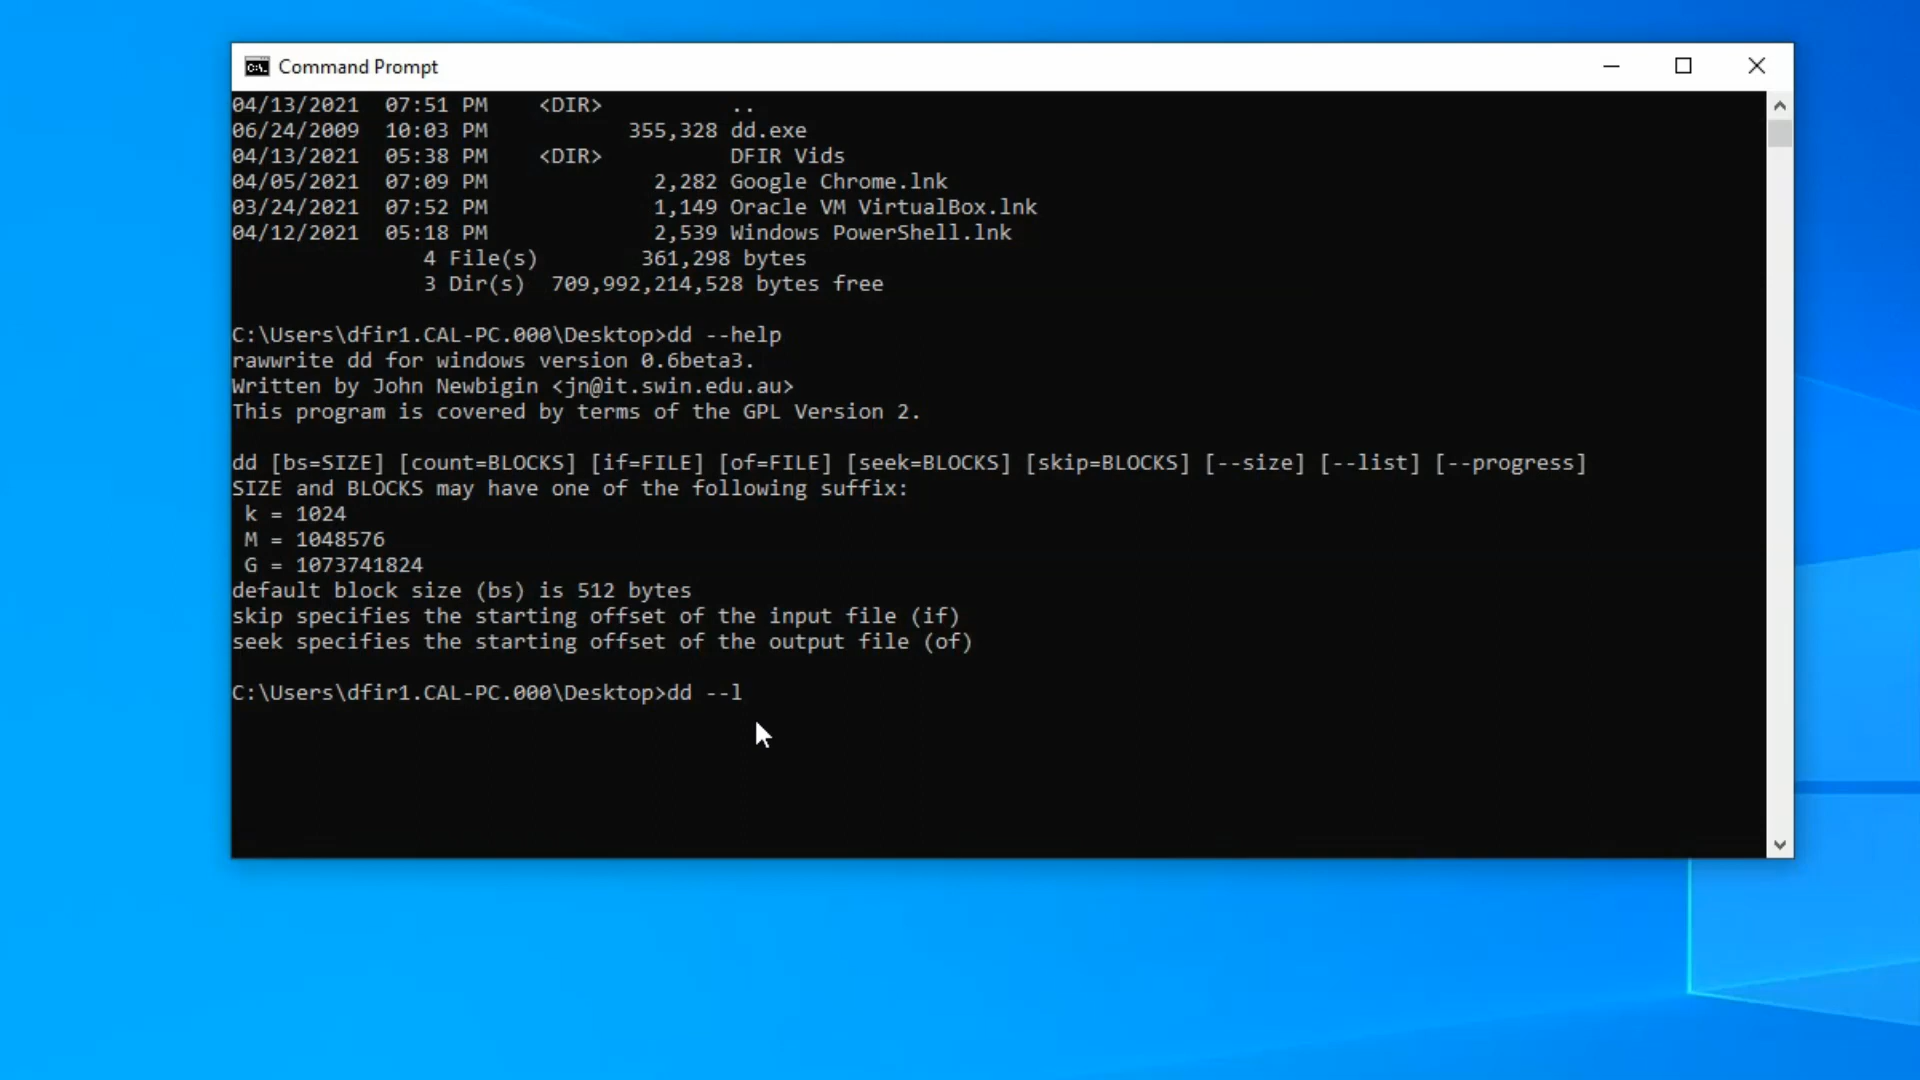 Command Prompt
04/13/2021  07:51 PM    <DIR>          ..
06/24/2009  10:03 PM           355,328 dd.exe
04/13/2021  05:38 PM    <DIR>          DFIR Vids
04/05/2021  07:09 PM             2,282 Google Chrome.lnk
03/24/2021  07:52 PM             1,149 Oracle VM VirtualBox.lnk
04/12/2021  05:18 PM             2,539 Windows PowerShell.lnk
               4 File(s)        361,298 bytes
               3 Dir(s)  709,992,214,528 bytes free
C:\Users\dfir1.CAL-PC.000\Desktop>dd --help
rawwrite dd for windows version 0.6beta3.
Written by John Newbigin <jn@it.swin.edu.au>
This program is covered by terms of the GPL Version 2.
dd [bs=SIZE] [count=BLOCKS] [if=FILE] [of=FILE] [seek=BLOCKS] [skip=BLOCKS] [--size] [--list] [--progress]
SIZE and BLOCKS may have one of the following suffix:
 k = 1024
 M = 1048576
 G = 1073741824
default block size (bs) is 512 bytes
skip specifies the starting offset of the input file (if)
seek specifies the starting offset of the output file (of)
C:\Users\dfir1.CAL-PC.000\Desktop>dd --l